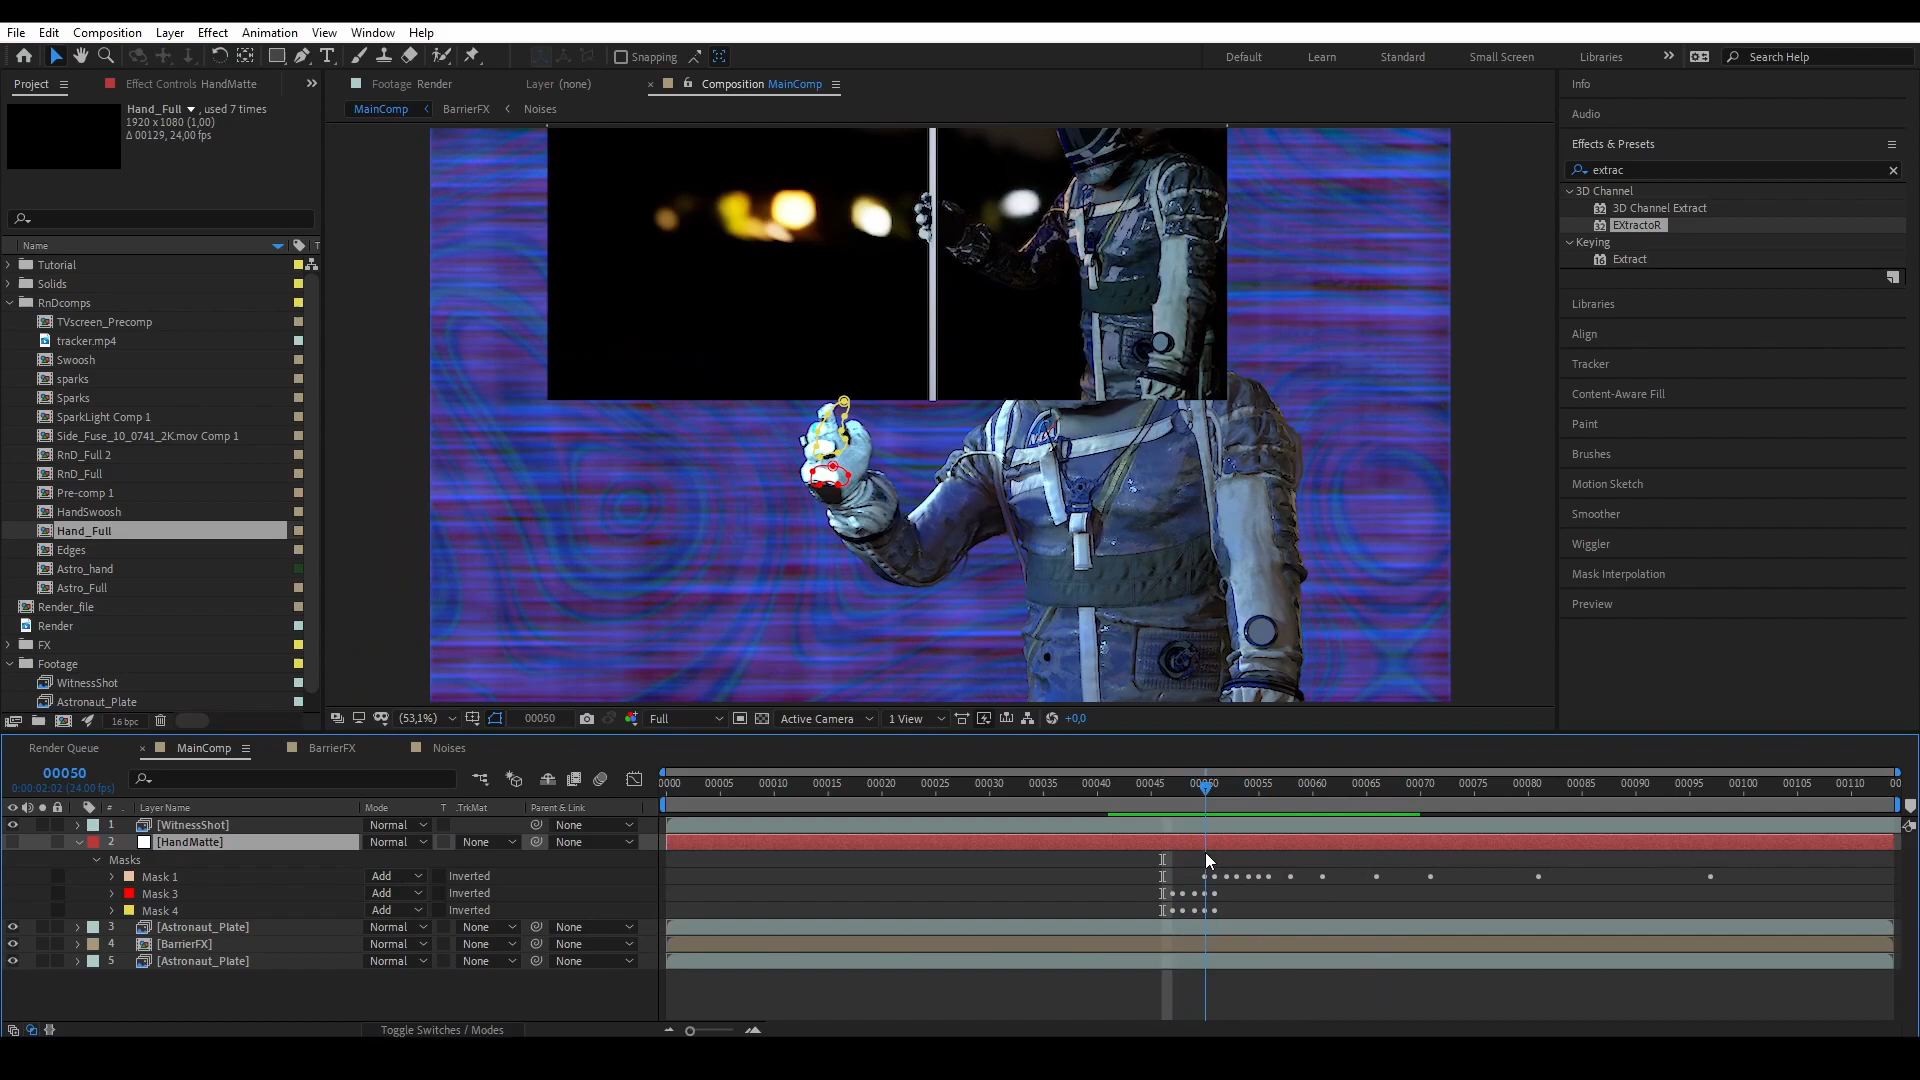 File Edit Composition Layer Effect Animation View Window Help
Snapping
Default Learn Standard Small Screen Libraries Search Help
Project
Effect Controls HandMatte
Footage Render
Layer (none)
Composition MainComp
MainComp BarrierFX Noises
Hand_Full , used 7 times
1920 x 1080 (1,00)
Δ 00129, 24,00 fps
Name T
Tutorial
Solids
RnDcomps
TVscreen_Precomp
tracker.mp4
Swoosh
sparks
Sparks
SparkLight Comp 1
Side_Fuse_10_0741_2K.mov Comp 1
RnD_Full 2
RnD_Full
Pre-comp 1
HandSwoosh
Hand_Full
Edges
Astro_hand
Astro_Full
Render_file
Render
FX
Footage
WitnessShot
Astronaut_Plate
16 bpc
Info
Audio
Effects & Presets
extrac
3D Channel
32 3D Channel Extract
32 EXtractoR
Keying
16 Extract
Libraries
Align
Tracker
Content-Aware Fill
Paint
Brushes
Motion Sketch
Smoother
Wiggler
Mask Interpolation
Preview
(53,1%) 00050 Full Active Camera 1 View +0,0
Render Queue MainComp BarrierFX Noises
00050
0:00:02:02 (24.00 fps)
0000 00005 00010 00015 00020 00025 00030 00035 00040 00045 00050 00055 00060 00065 00070 00075 00080 00085 00090 00095 00100 00105 00110 00
# Layer Name Mode T .TrkMat Parent & Link
1 [WitnessShot] Normal None
2 [HandMatte] Normal None None
Masks
Mask 1 Add Inverted
Mask 3 Add Inverted
Mask 4 Add Inverted
3 [Astronaut_Plate] Normal None None
4 [BarrierFX] Normal None None
5 [Astronaut_Plate] Normal None None
Toggle Switches / Modes